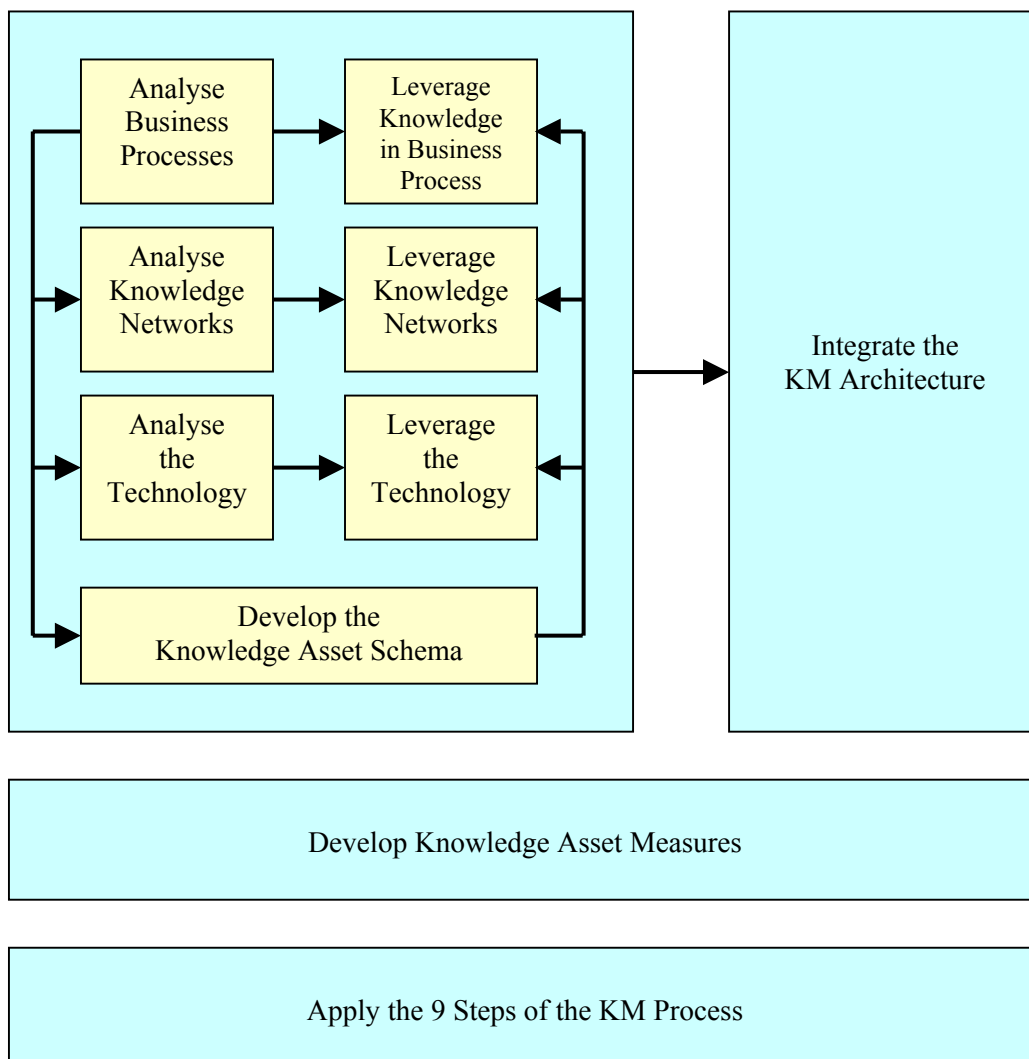 Analyse
Business
Processes
Leverage
Knowledge
in Business
Process
Analyse
Knowledge
Networks
Leverage
Knowledge
Networks
Analyse
the
Technology
Leverage
the
Technology
Develop the
Knowledge Asset Schema
Integrate the
KM Architecture
Develop Knowledge Asset Measures
Apply the 9 Steps of the KM Process